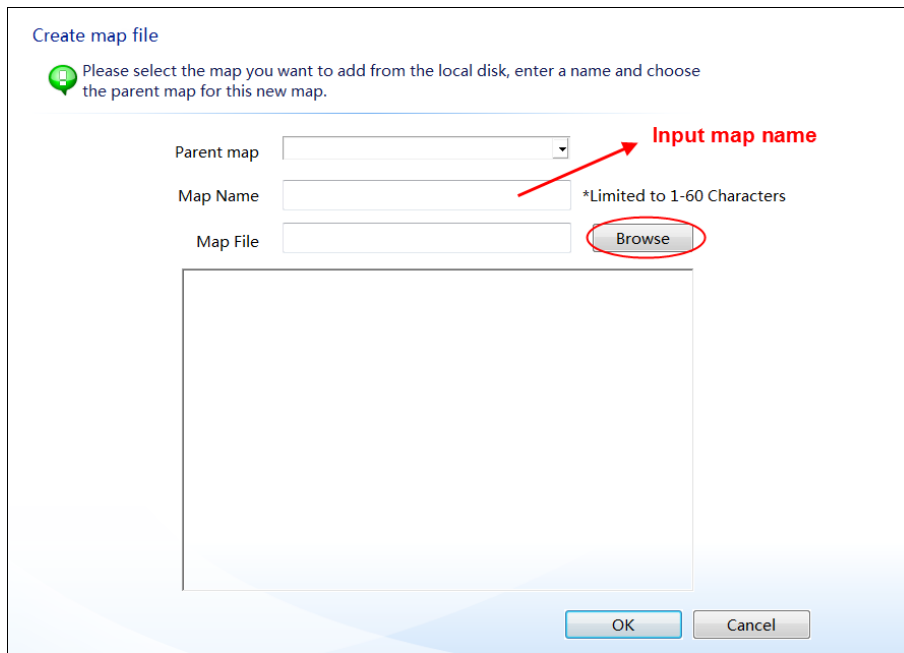 Create map file
Please select the map you want to add from the local disk, enter a name and choose
the parent map for this new map.
Input map name
Parent map
Map Name
*Limited to 1-60 Characters
Map File
Browse
OK
Cancel